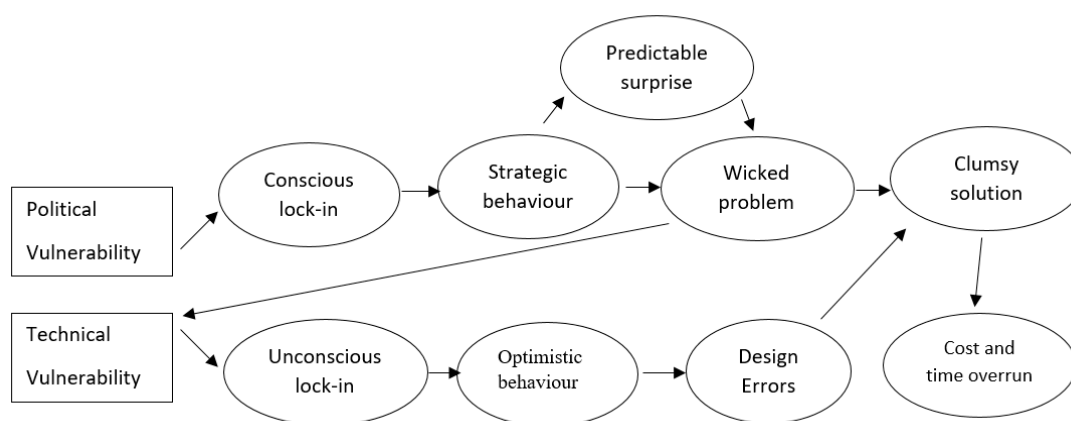 Predictable
surprise
Political
Vulnerability
Conscious
lock-in
Strategic
behaviour
Wicked
problem
Clumsy
solution
Technical
Vulnerability
Unconscious
lock-in
Optimistic
behaviour
Design
Errors
Cost and
time overrun